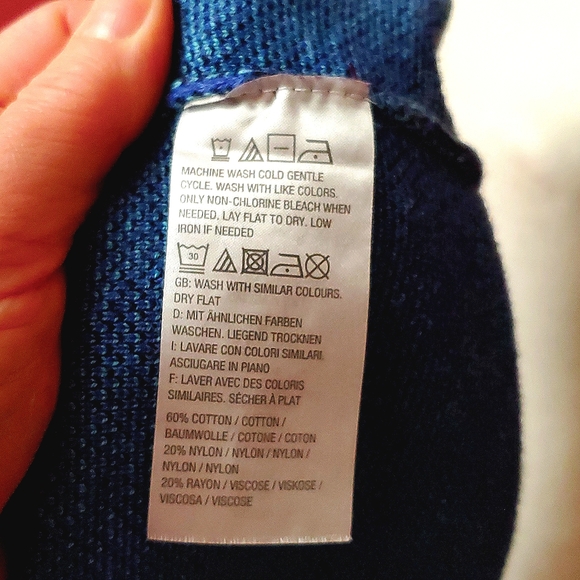 MACHINE WASH COLD GENTLE
CYCLE. WASH WITH LIKE COLORS.
ONLY NON-CHLORINE BLEACH WHEN
NEEDED. LAY FLAT TO DRY. LOW
IRON IF NEEDED
30
GB: WASH WITH SIMILAR COLOURS.
DRY FLAT
D: MIT ÄHNLICHEN FARBEN
WASCHEN. LIEGEND TROCKNEN
I: LAVARE CON COLORI SIMILARI.
ASCIUGARE IN PIANO
F: LAVER AVEC DES COLORIS
SIMILAIRES. SÉCHER À PLAT
60% COTTON / COTTON /
BAUMWOLLE / COTONE / COTON
20% NYLON / NYLON / NYLON /
NYLON / NYLON
20% RAYON / VISCOSE / VISKOSE /
VISCOSA / VISCOSE